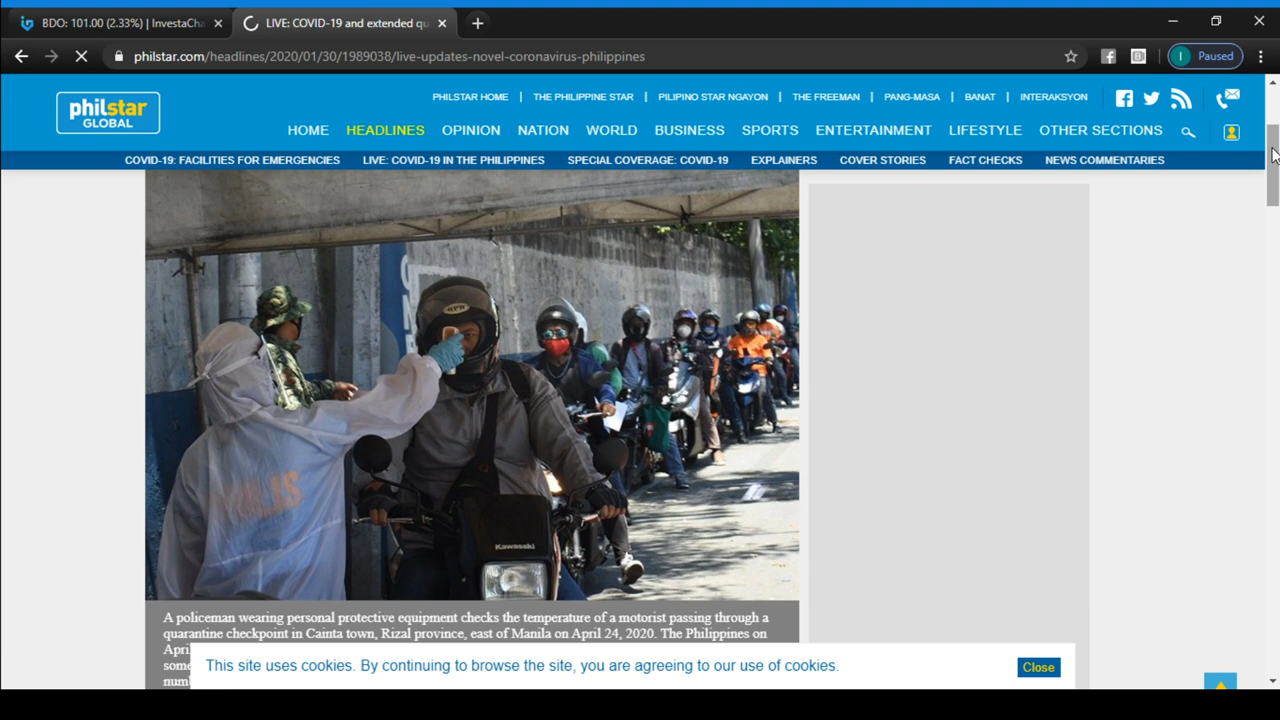 BDO: 101.00 (2.33%) | InvestaCha
LIVE: COVID-19 and extended qu
philstar.com/headlines/2020/01/30/1989038/live-updates-novel-coronavirus-philippines
Paused
philstar
GLOBAL
PHILSTAR HOME | THE PHILIPPINE STAR | PILIPINO STAR NGAYON | THE FREEMAN | PANG-MASA | BANAT | INTERAKSYON
HOME HEADLINES OPINION NATION WORLD BUSINESS SPORTS ENTERTAINMENT LIFESTYLE OTHER SECTIONS
COVID-19: FACILITIES FOR EMERGENCIES LIVE: COVID-19 IN THE PHILIPPINES SPECIAL COVERAGE: COVID-19 EXPLAINERS COVER STORIES FACT CHECKS NEWS COMMENTARIES
Kawasaki
A policeman wearing personal protective equipment checks the temperature of a motorist passing through a
quarantine checkpoint in Cainta town, Rizal province, east of Manila on April 24, 2020. The Philippines on
Apri
some
num
This site uses cookies. By continuing to browse the site, you are agreeing to our use of cookies.
Close